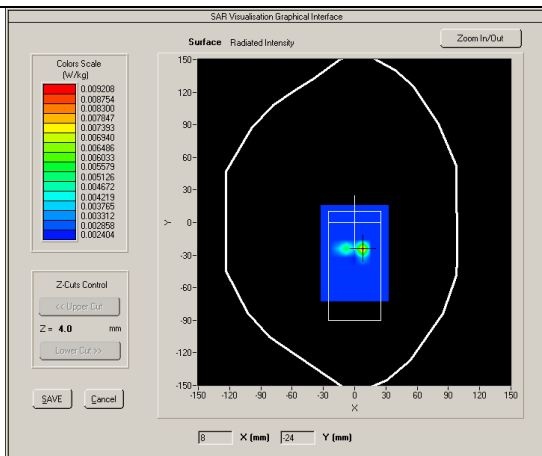 SAR Visualisation Graphical Interface
Surface Radiated Intensity
Zoom In/Out
Colors Scale
(W/kg)
0.009208
0.008754
0.008300
0.007847
0.007393
0.006940
0.006486
0.006033
0.005579
0.005126
0.004672
0.004219
0.003765
0.003312
0.002858
0.002404
Z-Cuts Control
<< Upper Cut
Z = 4.0 mm
Lower Cut >>
SAVE
Cancel
150
120
90
60
30
0
-30
-60
-90
-120
-150
Y
-150 -120 -90 -60 -30 0 30 60 90 120 150
X
8 X (mm) -24 Y (mm)